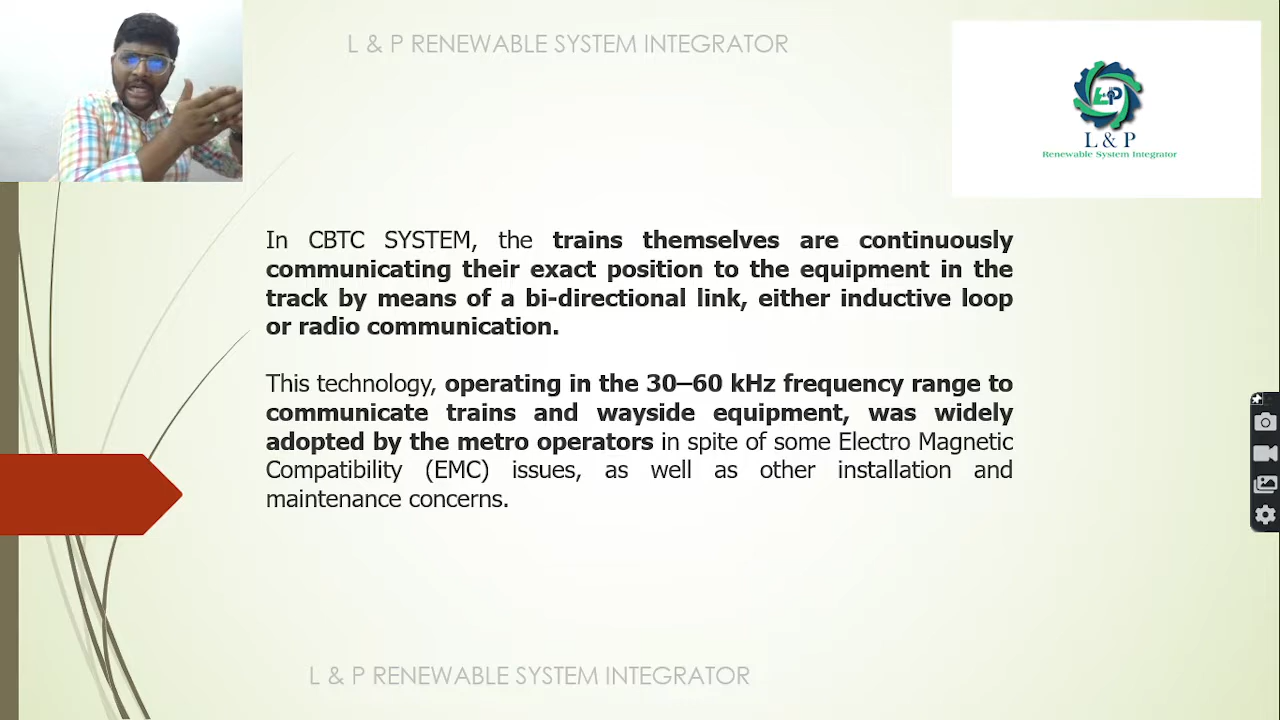 L & P RENEWABLE SYSTEM INTEGRATOR
L&P
L & P
Renewable System Integrator
In CBTC SYSTEM, the trains themselves are continuously
communicating their exact position to the equipment in the
track by means of a bi-directional link, either inductive loop
or radio communication.
This technology, operating in the 30–60 kHz frequency range to
communicate trains and wayside equipment, was widely
adopted by the metro operators in spite of some Electro Magnetic
Compatibility (EMC) issues, as well as other installation and
maintenance concerns.
L & P RENEWABLE SYSTEM INTEGRATOR